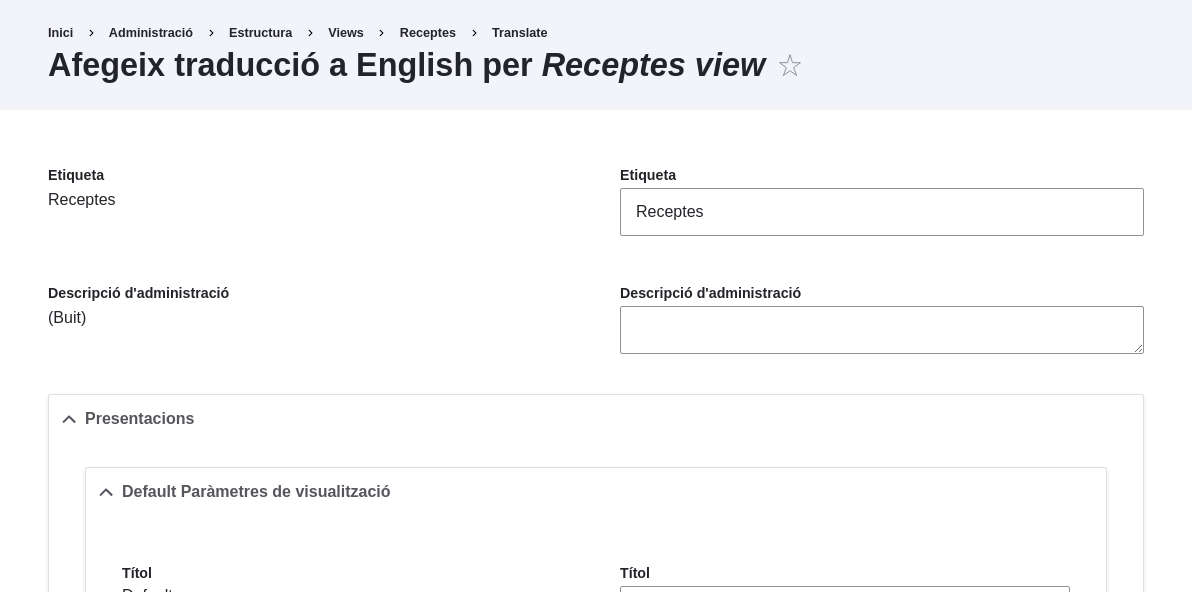 Inici › Administració › Estructura › Views › Receptes › Translate
Afegeix traducció a English per Receptes view ☆
Etiqueta
Receptes
Etiqueta
Receptes
Descripció d'administració
(Buit)
Descripció d'administració
Presentacions
Default Paràmetres de visualització
Títol
Default
Títol